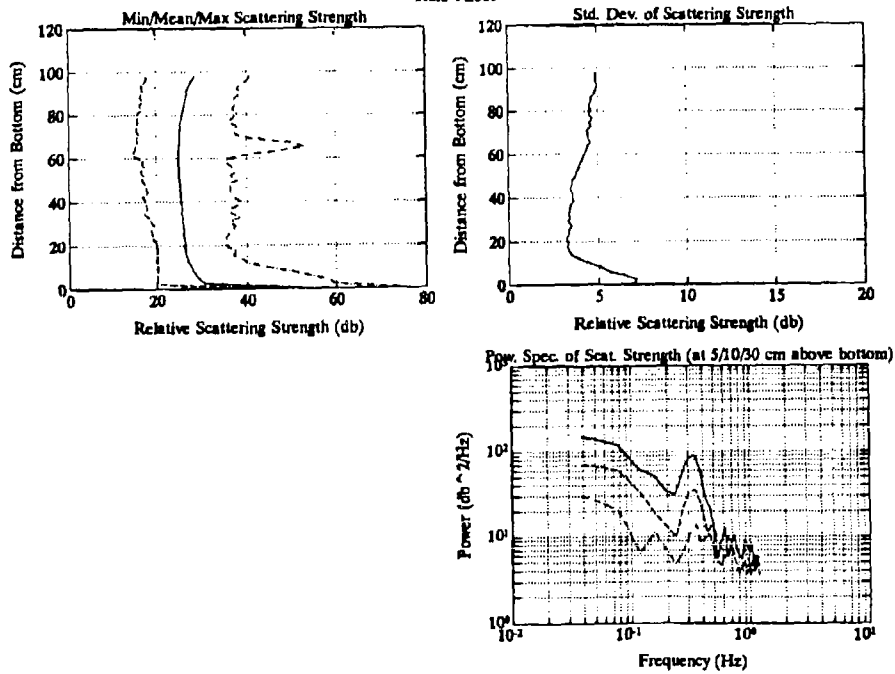 Min/Mean/Max Scattering Strength
120
100
80
60
40
20
0
Distance from Bottom (cm)
0 20 40 60 80
Relative Scattering Strength (db)
Std. Dev. of Scattering Strength
120
100
80
60
40
20
0
Distance from Bottom (cm)
0 5 10 15 20
Relative Scattering Strength (db)
Pow. Spec. of Scat. Strength (at 5/10/30 cm above bottom)
10³
10²
10¹
10⁰
Power (db ^ 2/Hz)
10⁻² 10⁻¹ 10⁰ 10¹
Frequency (Hz)